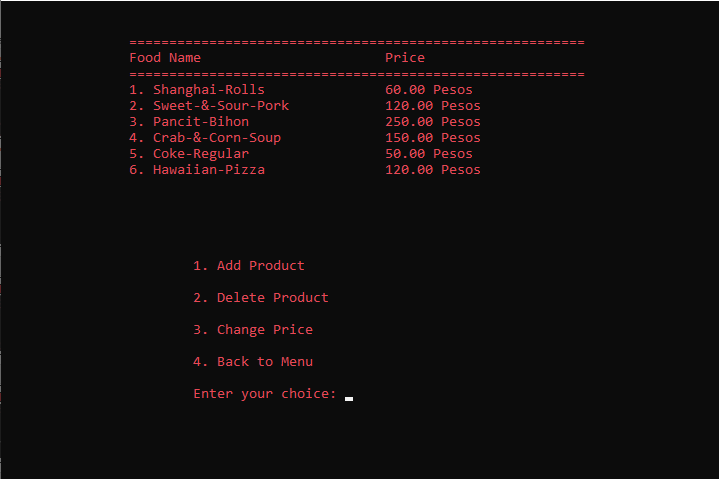 =========================================================
Food Name Price
=========================================================
1. Shanghai-Rolls 60.00 Pesos
2. Sweet-&-Sour-Pork 120.00 Pesos
3. Pancit-Bihon 250.00 Pesos
4. Crab-&-Corn-Soup 150.00 Pesos
5. Coke-Regular 50.00 Pesos
6. Hawaiian-Pizza 120.00 Pesos
1. Add Product
2. Delete Product
3. Change Price
4. Back to Menu
Enter your choice: